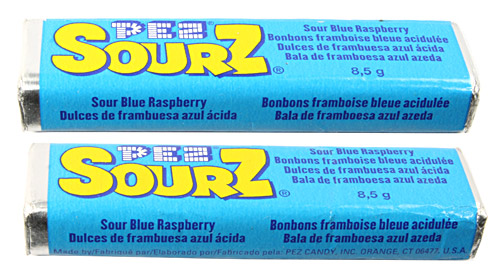 PEZ
SOURZ®
Sour Blue Raspberry
Bonbons framboise bleue acidulée
Dulces de frambuesa azul ácida
Bala de framboesa azul azeda
8,5 g
Sour Blue Raspberry
Dulces de frambuesa azul ácida
Bonbons framboise bleue acidulée
Bala de framboesa azul azeda
PEZ
SOURZ®
Sour Blue Raspberry
Bonbons framboise bleue acidulée
Dulces de frambuesa azul ácida
Bala de framboesa azul azeda
8,5 g
Sour Blue Raspberry
Dulces de frambuesa azul ácida
Bonbons framboise bleue acidulée
Bala de framboesa azul azeda
Made by/Fabriqué par/Elaborado por/Fabricado pela: PEZ CANDY, INC. ORANGE, CT 06477. U.S.A.